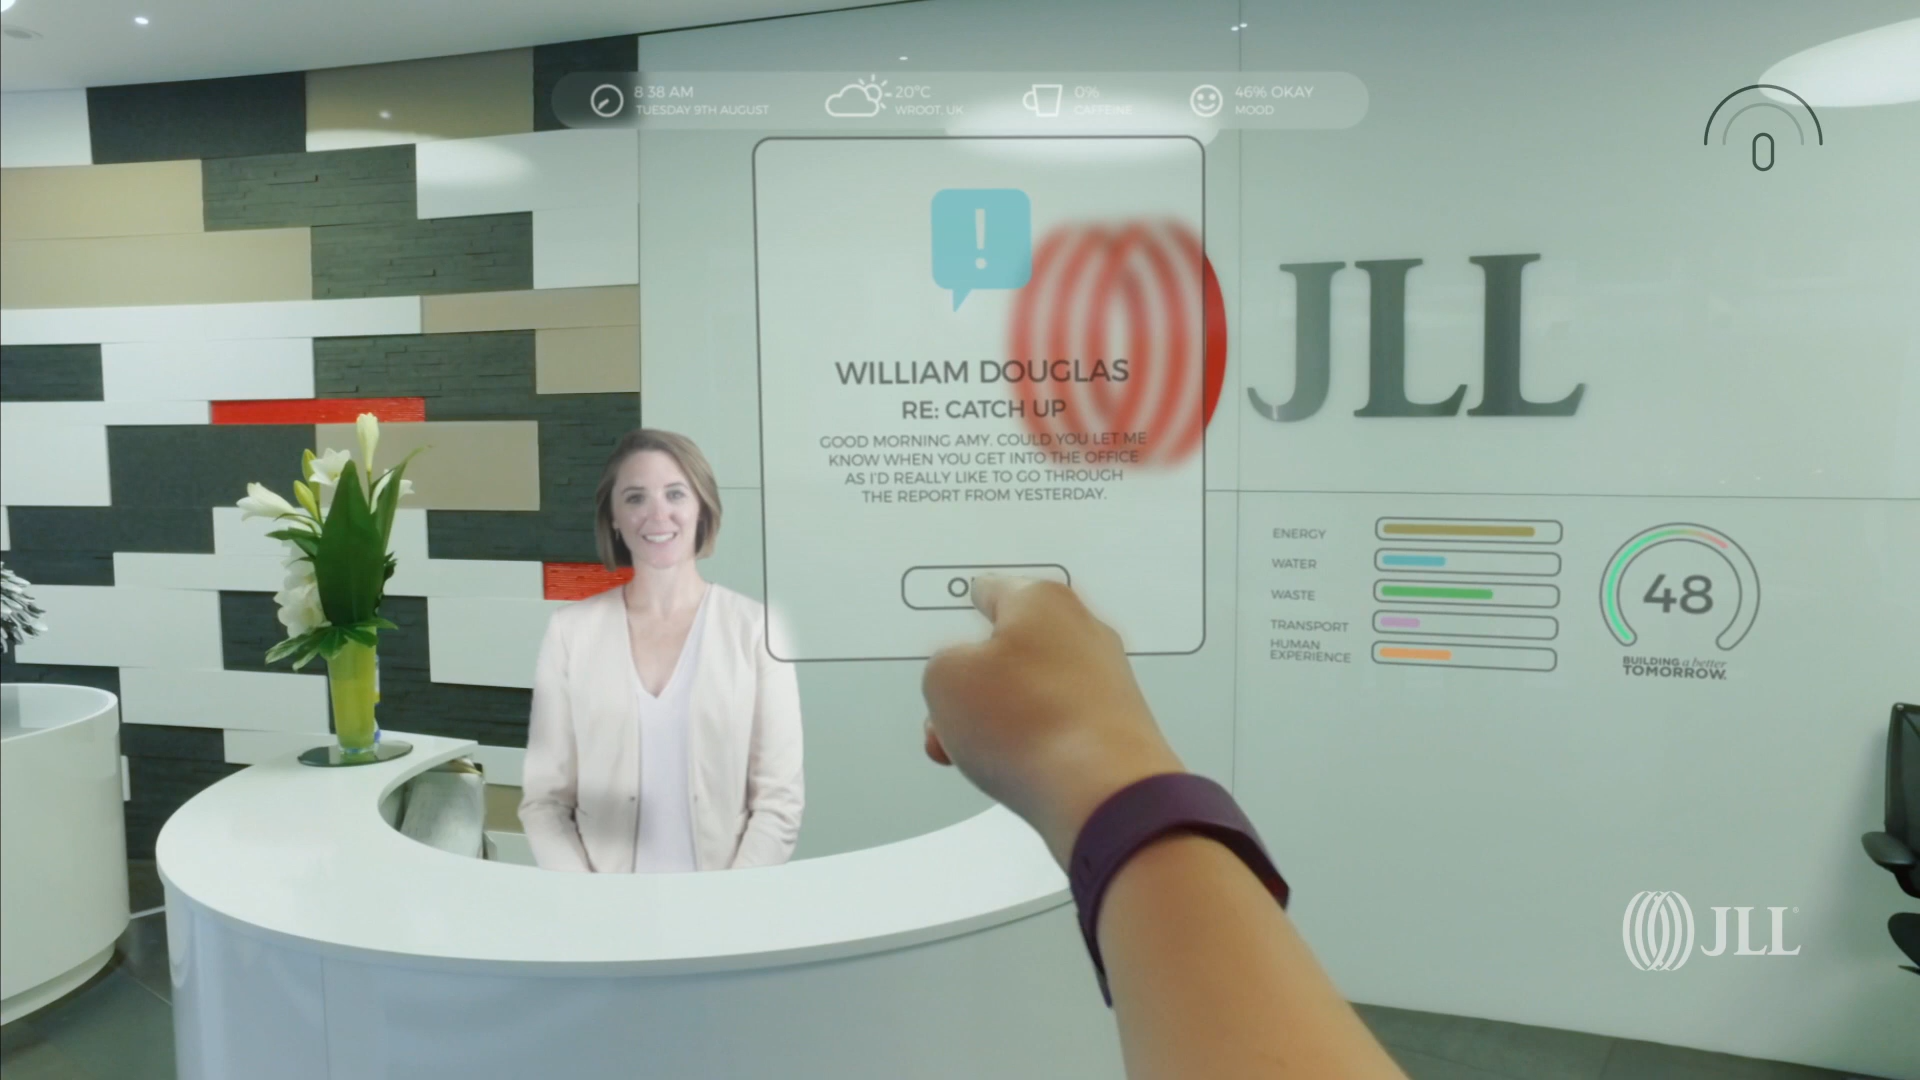 8 38 AM
TUESDAY 9TH AUGUST
20°C
WROOT, UK
0%
CAFFEINE
46% OKAY
MOOD
!
WILLIAM DOUGLAS
RE: CATCH UP
GOOD MORNING AMY. COULD YOU LET ME
KNOW WHEN YOU GET INTO THE OFFICE
AS I'D REALLY LIKE TO GO THROUGH
THE REPORT FROM YESTERDAY.
JLL
ENERGY
WATER
WASTE
TRANSPORT
HUMAN
EXPERIENCE
48
BUILDING a better
TOMORROW.
JLL